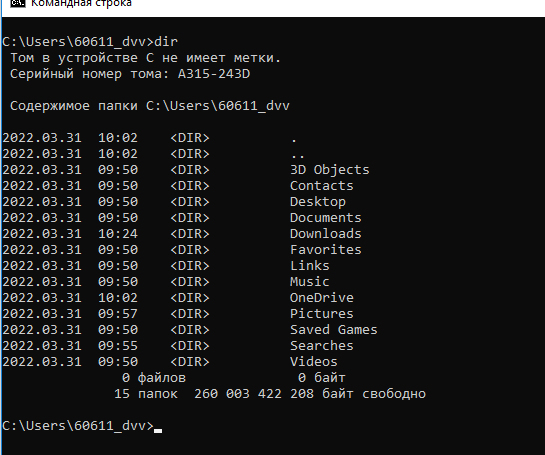 Командная строка
C:\Users\60611_dvv>dir
Том в устройстве C не имеет метки.
Серийный номер тома: A315-243D
Содержимое папки C:\Users\60611_dvv
2022.03.31  10:02    <DIR>          .
2022.03.31  10:02    <DIR>          ..
2022.03.31  09:50    <DIR>          3D Objects
2022.03.31  09:50    <DIR>          Contacts
2022.03.31  09:50    <DIR>          Desktop
2022.03.31  09:50    <DIR>          Documents
2022.03.31  10:24    <DIR>          Downloads
2022.03.31  09:50    <DIR>          Favorites
2022.03.31  09:50    <DIR>          Links
2022.03.31  09:50    <DIR>          Music
2022.03.31  10:02    <DIR>          OneDrive
2022.03.31  09:57    <DIR>          Pictures
2022.03.31  09:50    <DIR>          Saved Games
2022.03.31  09:55    <DIR>          Searches
2022.03.31  09:50    <DIR>          Videos
0 файлов              0 байт
15 папок  260 003 422 208 байт свободно
C:\Users\60611_dvv>